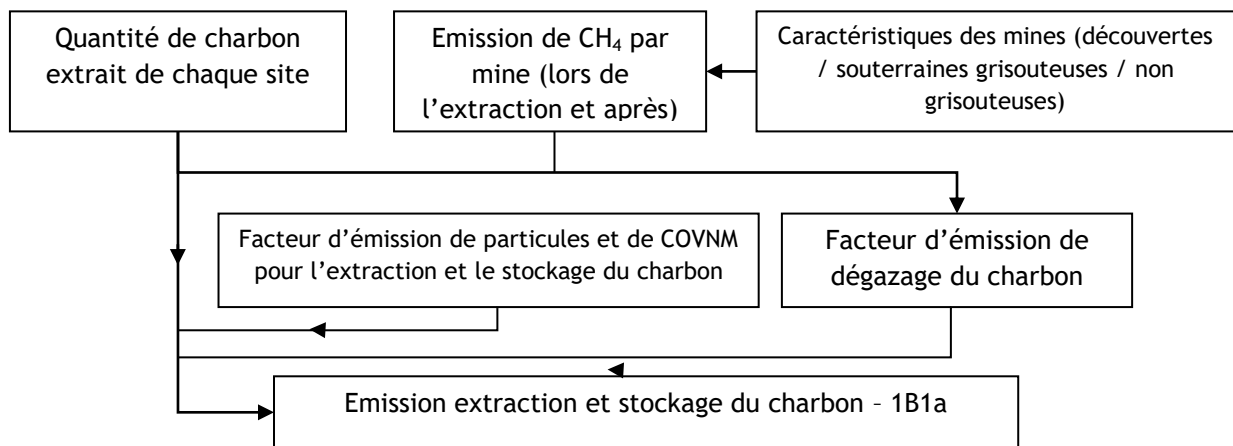 Quantité de charbon
extrait de chaque site
Emission de CH₄ par
mine (lors de
l’extraction et après)
Caractéristiques des mines (découvertes
/ souterraines grisouteuses / non
grisouteuses)
Facteur d’émission de particules et de COVNM
pour l’extraction et le stockage du charbon
Facteur d’émission de
dégazage du charbon
Emission extraction et stockage du charbon – 1B1a